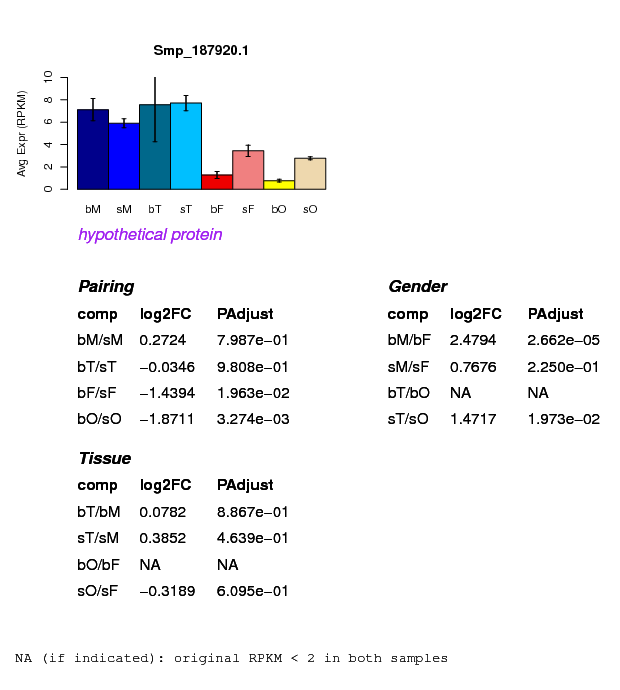 Smp_187920.1
Avg Expr (RPKM)
10
8
6
4
2
0
bM sM bT sT bF sF bO sO
hypothetical protein
Pairing
comp log2FC PAdjust
bM/sM 0.2724 7.987e−01
bT/sT −0.0346 9.808e−01
bF/sF −1.4394 1.963e−02
bO/sO −1.8711 3.274e−03
Gender
comp log2FC PAdjust
bM/bF 2.4794 2.662e−05
sM/sF 0.7676 2.250e−01
bT/bO NA NA
sT/sO 1.4717 1.973e−02
Tissue
comp log2FC PAdjust
bT/bM 0.0782 8.867e−01
sT/sM 0.3852 4.639e−01
bO/bF NA NA
sO/sF −0.3189 6.095e−01
NA (if indicated): original RPKM < 2 in both samples